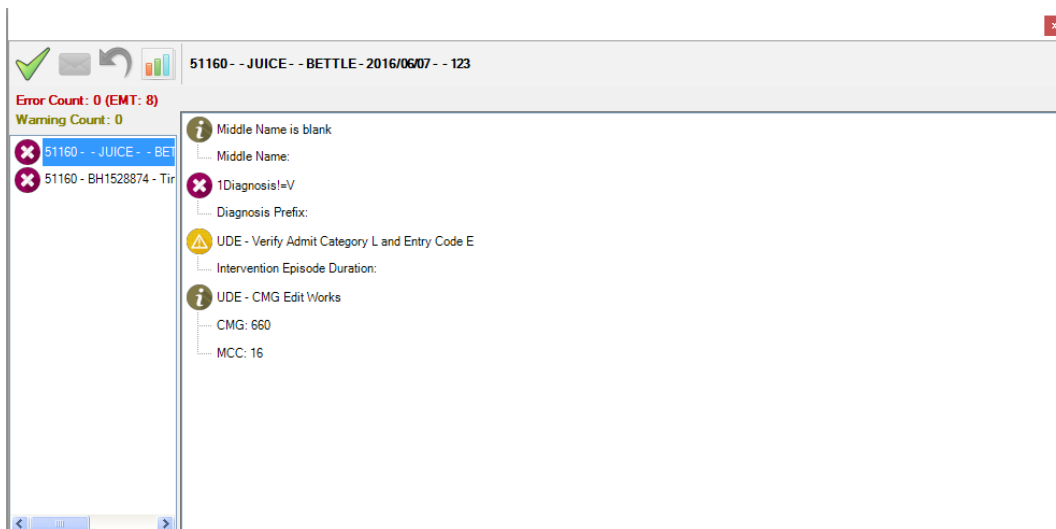 51160 - - JUICE - - BETTLE - 2016/06/07 - - 123
Error Count: 0 (EMT: 8)
Warning Count: 0
51160 - - JUICE - - BET
51160 - BH1528874 - Tir
Middle Name is blank
Middle Name:
1Diagnosis!=V
Diagnosis Prefix:
UDE - Verify Admit Category L and Entry Code E
Intervention Episode Duration:
UDE - CMG Edit Works
CMG: 660
MCC: 16